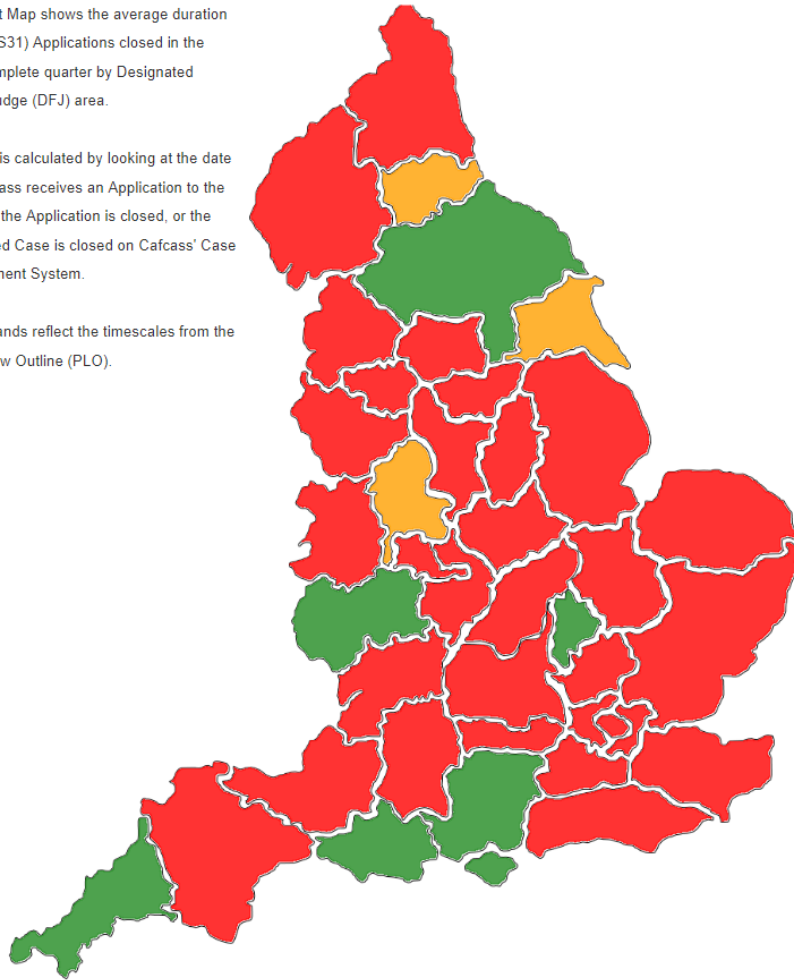 t Map shows the average duration
S31) Applications closed in the
mplete quarter by Designated
udge (DFJ) area.
is calculated by looking at the date
ass receives an Application to the
the Application is closed, or the
ed Case is closed on Cafcass' Case
ment System.
ands reflect the timescales from the
w Outline (PLO).